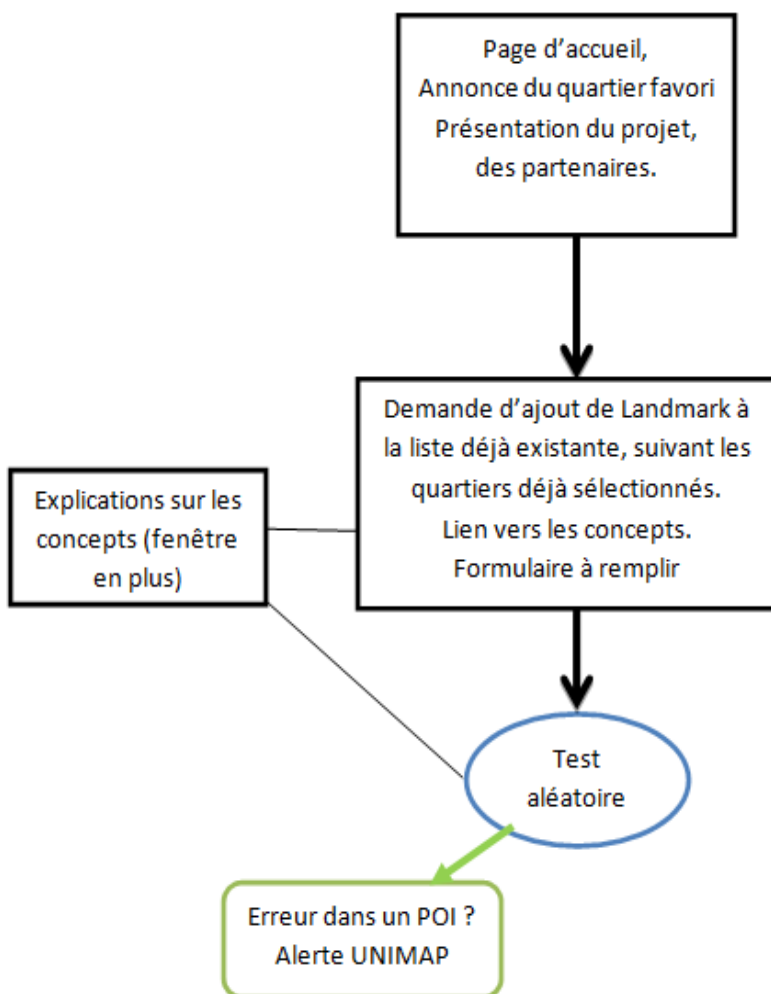 Page d’accueil,
Annonce du quartier favori
Présentation du projet,
des partenaires.
Demande d’ajout de Landmark à
la liste déjà existante, suivant les
quartiers déjà sélectionnés.
Lien vers les concepts.
Formulaire à remplir
Explications sur les
concepts (fenêtre
en plus)
Test
aléatoire
Erreur dans un POI ?
Alerte UNIMAP